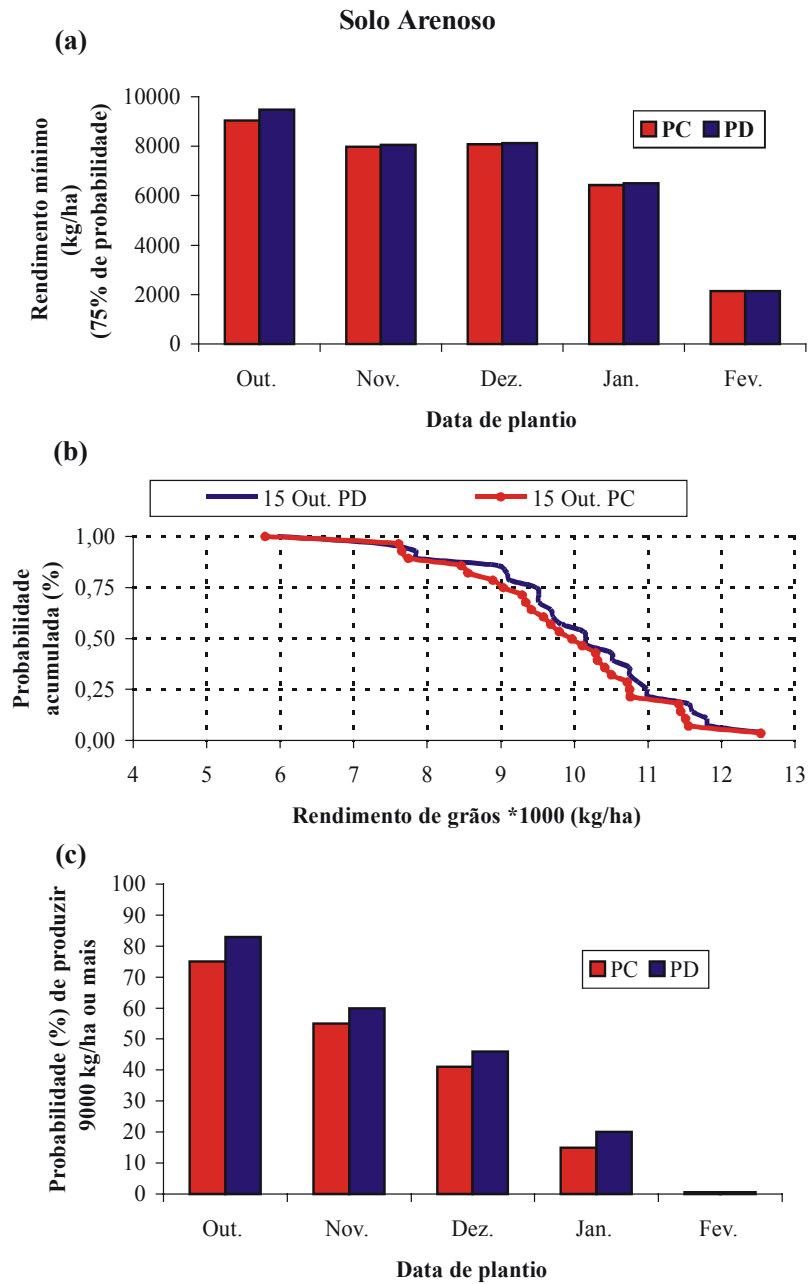 Solo Arenoso
(a)
Rendimento mínimo
(kg/ha)
(75% de probabilidade)
10000
8000
6000
4000
2000
0
PC PD
Out. Nov. Dez. Jan. Fev.
Data de plantio
(b)
15 Out. PD 15 Out. PC
Probabilidade
acumulada (%)
1,00
0,75
0,50
0,25
0,00
4 5 6 7 8 9 10 11 12 13
Rendimento de grãos *1000 (kg/ha)
(c)
Probabilidade (%) de produzir
9000 kg/ha ou mais
100
90
80
70
60
50
40
30
20
10
0
PC PD
Out. Nov. Dez. Jan. Fev.
Data de plantio